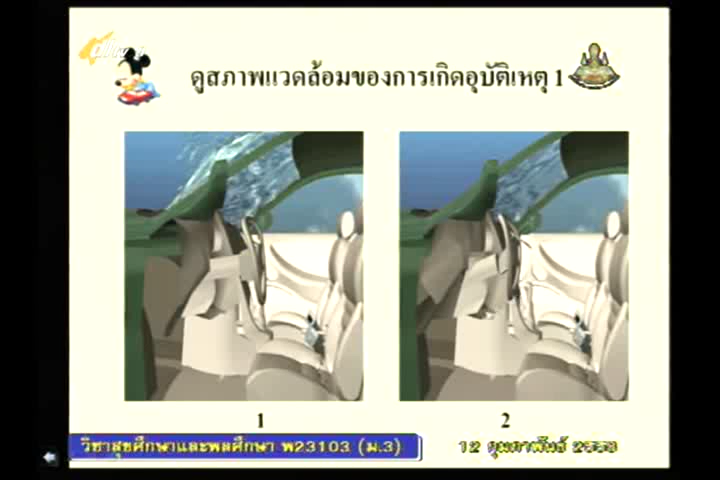 ดูสภาพแวดล้อมของการเกิดอุบัติเหตุ 1
1
2
วิชาสุขศึกษาและพลศึกษา พ23103 (ม.3)
12 กุมภาพันธ์